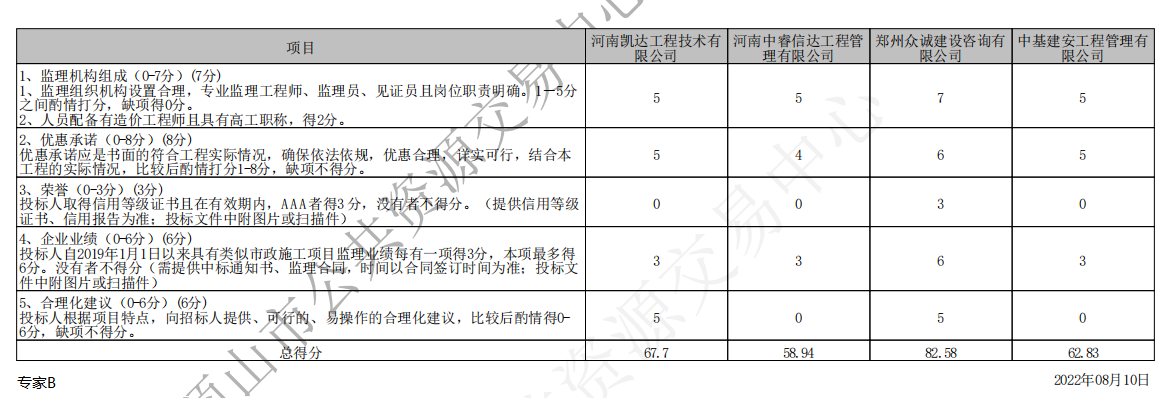 项目
河南凯达工程技术有
限公司
河南中睿信达工程管
理有限公司
郑州众诚建设咨询有
限公司
中基建安工程管理有
限公司
1、监理机构组成（0-7分）(7分)
1、监理组织机构设置合理，专业监理工程师、监理员、见证员且岗位职责明确。1—5分
之间酌情打分，缺项得0分。
2、人员配备有造价工程师且具有高工职称，得2分。
5
5
7
5
2、优惠承诺（0-8分）(8分)
优惠承诺应是书面的符合工程实际情况，确保依法依规，优惠合理，详实可行，结合本
工程的实际情况，比较后酌情打分1-8分，缺项不得分。
5
4
6
5
3、荣誉（0-3分）(3分)
投标人取得信用等级证书且在有效期内，AAA者得3 分，没有者不得分。（提供信用等级
证书、信用报告为准；投标文件中附图片或扫描件）
0
0
3
0
4、企业业绩（0-6分）(6分)
投标人自2019年1月1日以来具有类似市政施工项目监理业绩每有一项得3分，本项最多得
6分。没有者不得分（需提供中标通知书、监理合同，时间以合同签订时间为准；投标文
件中附图片或扫描件）
3
3
6
3
5、合理化建议（0-6分）(6分)
投标人根据项目特点，向招标人提供、可行的、易操作的合理化建议，比较后酌情得0-
6分，缺项不得分。
5
0
5
0
总得分
67.7
58.94
82.58
62.83
专家B
2022年08月10日
顶山市公共资源交易中心
资源交易中心